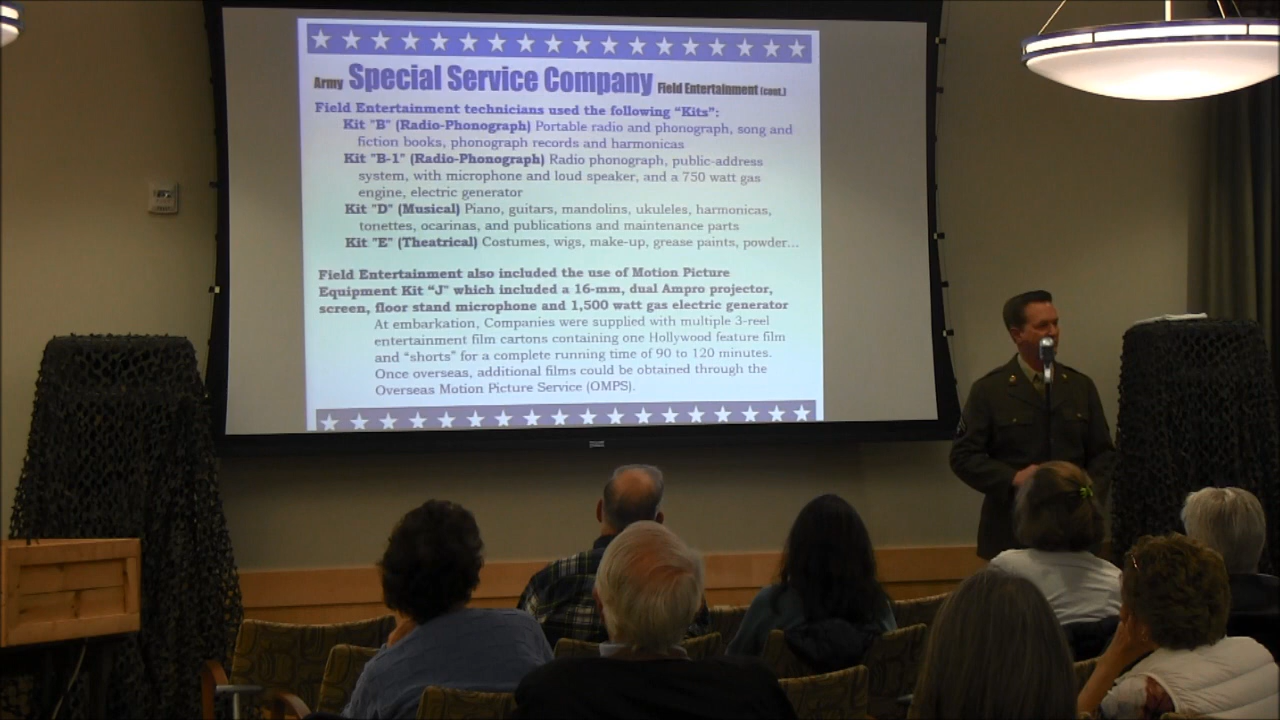 Army Special Service Company Field Entertainment (cont.)
Field Entertainment technicians used the following “Kits”:
Kit "B" (Radio-Phonograph) Portable radio and phonograph, song and
fiction books, phonograph records and harmonicas
Kit "B-1" (Radio-Phonograph) Radio phonograph, public-address
system, with microphone and loud speaker, and a 750 watt gas
engine, electric generator
Kit "D" (Musical) Piano, guitars, mandolins, ukuleles, harmonicas,
tonettes, ocarinas, and publications and maintenance parts
Kit "E" (Theatrical) Costumes, wigs, make-up, grease paints, powder...
Field Entertainment also included the use of Motion Picture
Equipment Kit “J” which included a 16-mm, dual Ampro projector,
screen, floor stand microphone and 1,500 watt gas electric generator
At embarkation, Companies were supplied with multiple 3-reel
entertainment film cartons containing one Hollywood feature film
and “shorts” for a complete running time of 90 to 120 minutes.
Once overseas, additional films could be obtained through the
Overseas Motion Picture Service (OMPS).